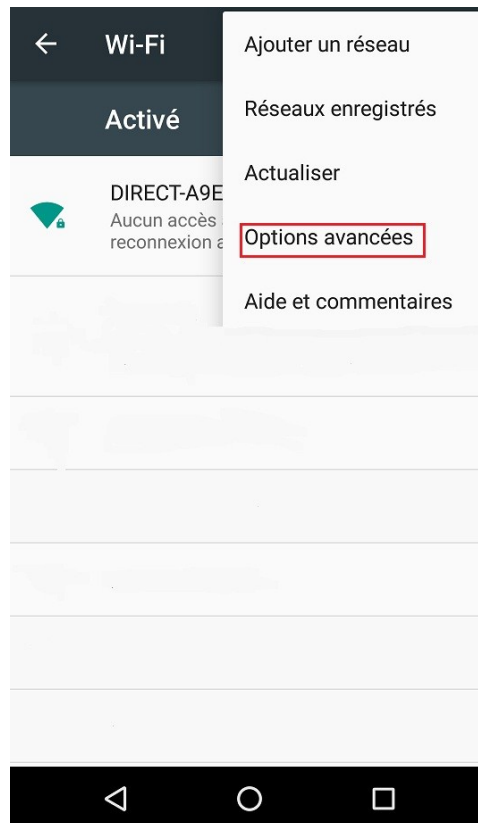 Wi-Fi
Activé
DIRECT-A9E
Aucun accès
reconnexion a
Ajouter un réseau
Réseaux enregistrés
Actualiser
Options avancées
Aide et commentaires